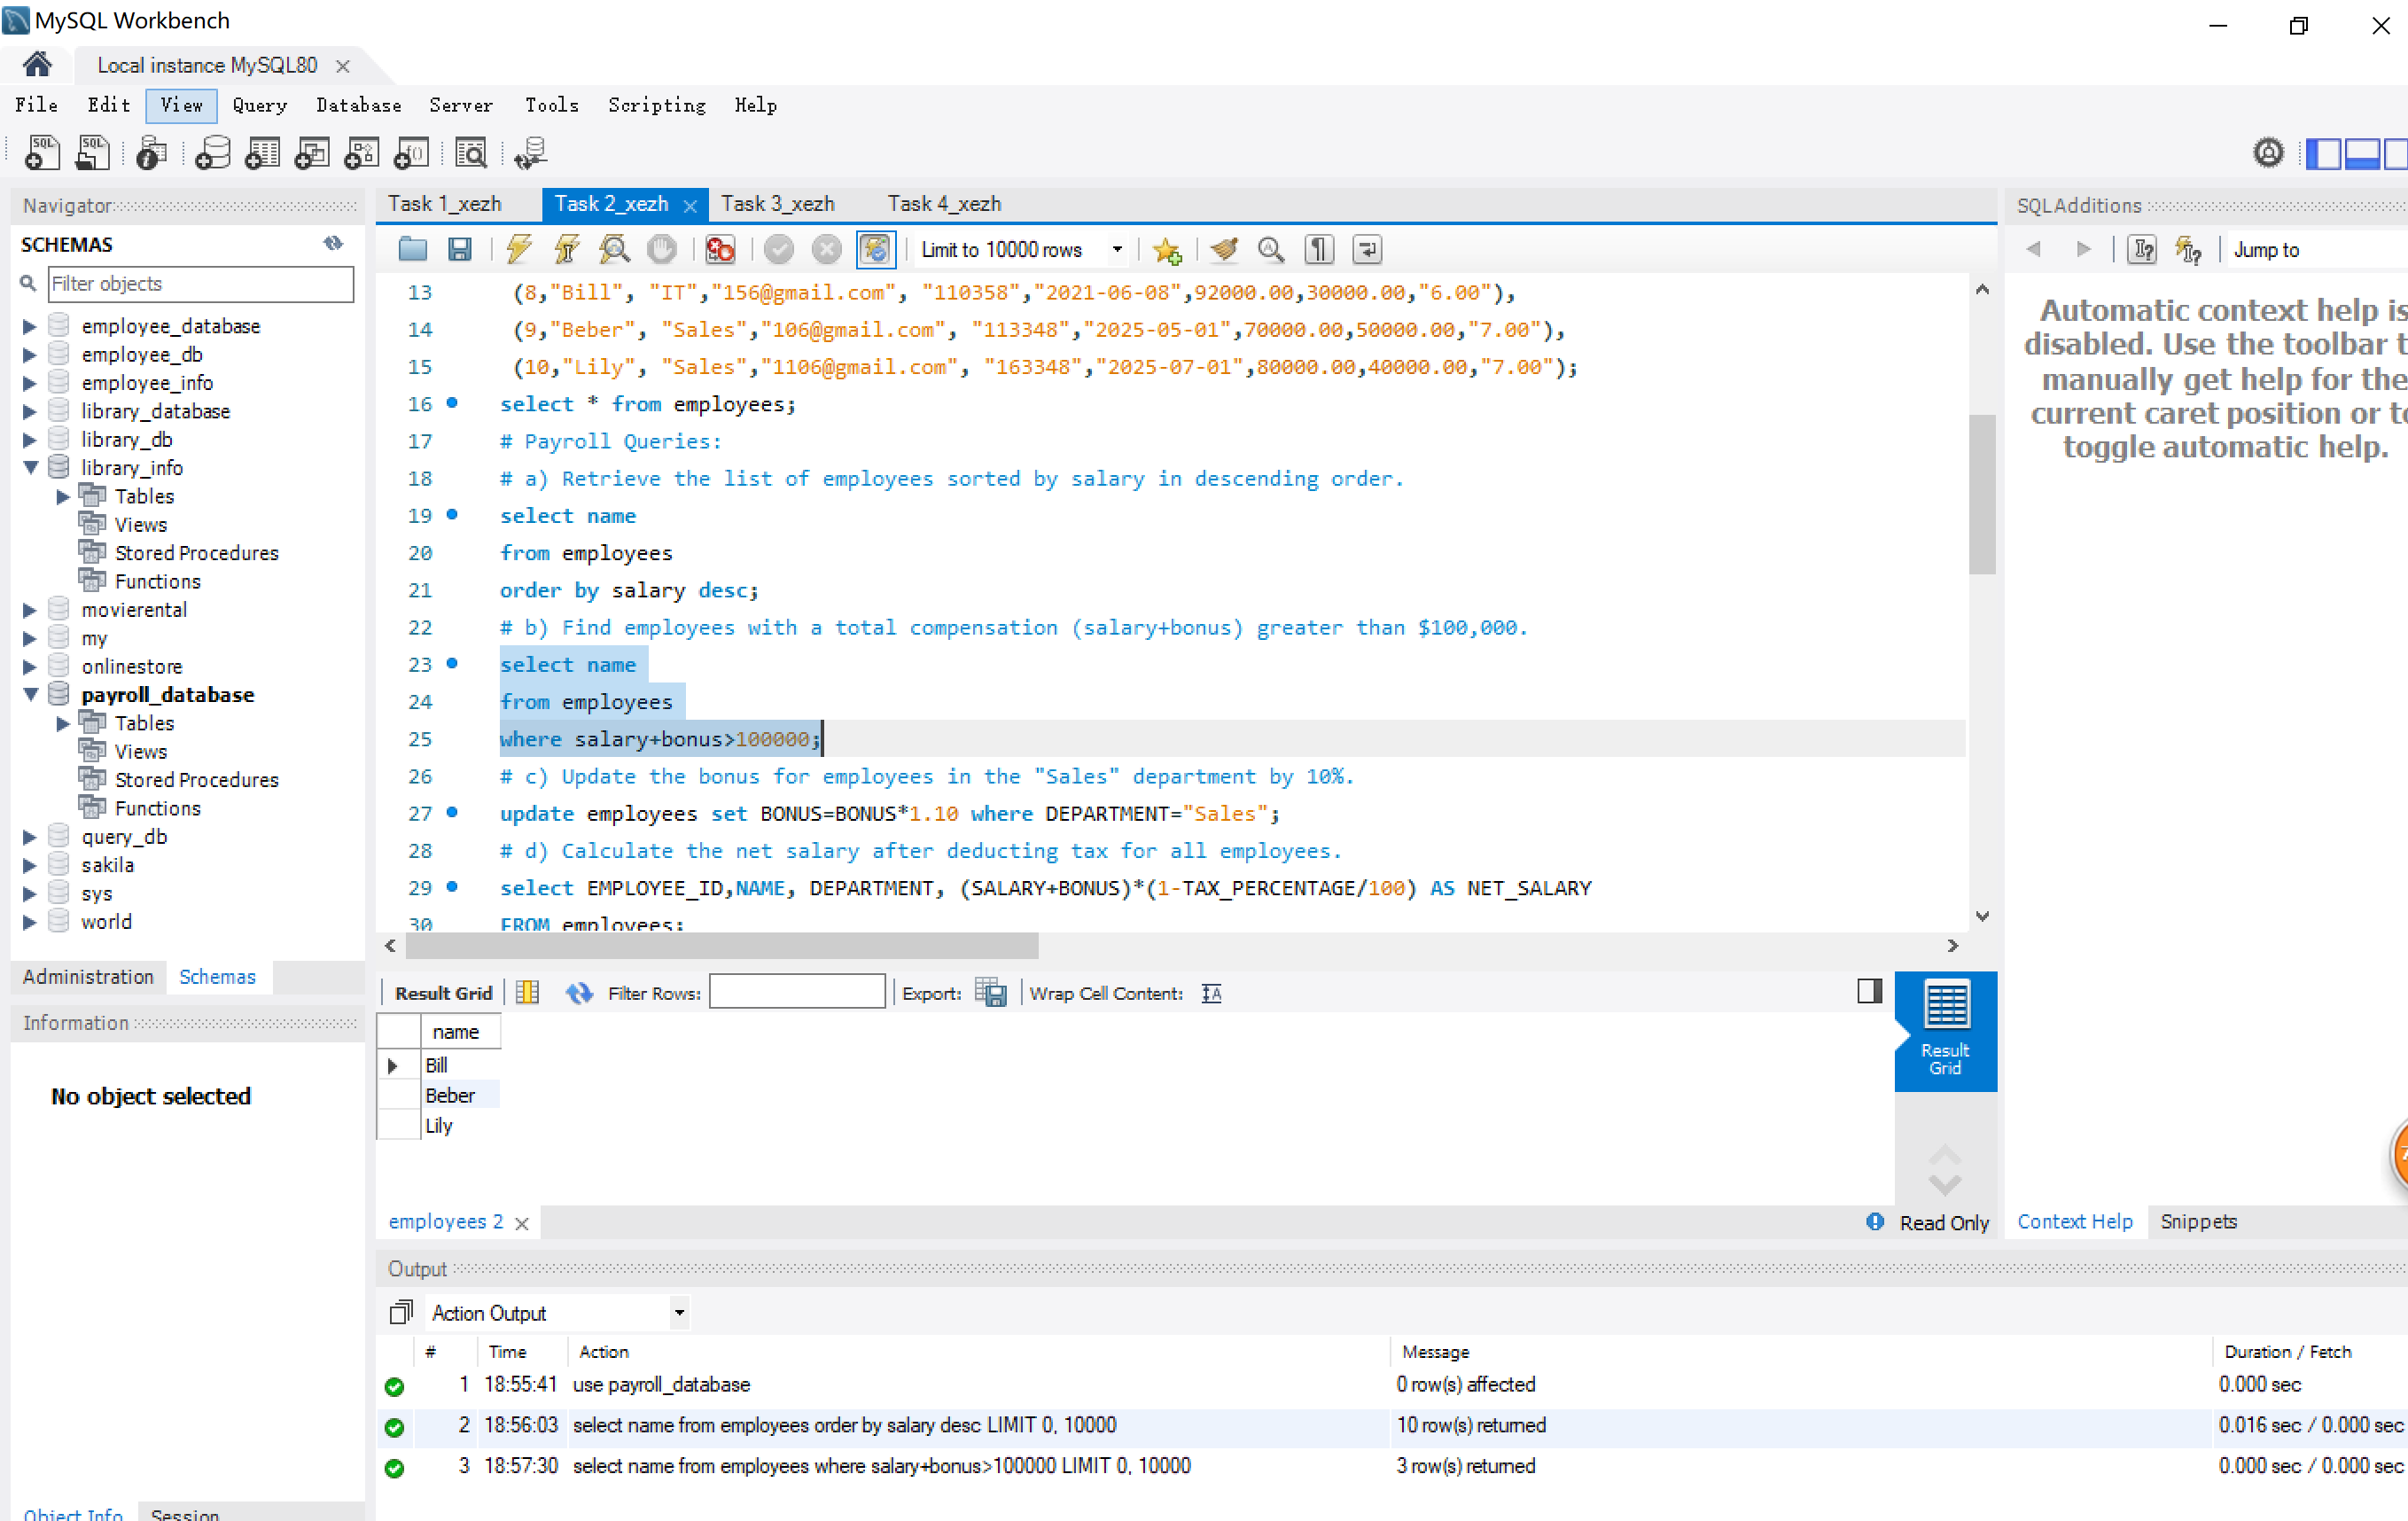 MySQL Workbench
Local instance MySQL80
File Edit View Query Database Server Tools Scripting Help
Navigator
SCHEMAS
Filter objects
employee_database
employee_db
employee_info
library_database
library_db
library_info
Tables
Views
Stored Procedures
Functions
movierental
my
onlinestore
payroll_database
Tables
Views
Stored Procedures
Functions
query_db
sakila
sys
world
Administration Schemas
Information
No object selected
Object Info Session
Task 1_xezh Task 2_xezh Task 3_xezh Task 4_xezh
Limit to 10000 rows
13 (8,"Bill", "IT","156@gmail.com", "110358","2021-06-08",92000.00,30000.00,"6.00"),
14 (9,"Beber", "Sales","106@gmail.com", "113348","2025-05-01",70000.00,50000.00,"7.00"),
15 (10,"Lily", "Sales","1106@gmail.com", "163348","2025-07-01",80000.00,40000.00,"7.00");
16 select * from employees;
17 # Payroll Queries:
18 # a) Retrieve the list of employees sorted by salary in descending order.
19 select name
20 from employees
21 order by salary desc;
22 # b) Find employees with a total compensation (salary+bonus) greater than $100,000.
23 select name
24 from employees
25 where salary+bonus>100000;
26 # c) Update the bonus for employees in the "Sales" department by 10%.
27 update employees set BONUS=BONUS*1.10 where DEPARTMENT="Sales";
28 # d) Calculate the net salary after deducting tax for all employees.
29 select EMPLOYEE_ID,NAME, DEPARTMENT, (SALARY+BONUS)*(1-TAX_PERCENTAGE/100) AS NET_SALARY
30 FROM employees;
Result Grid Filter Rows: Export: Wrap Cell Content:
name
Bill
Beber
Lily
Result
Grid
employees 2
Read Only
SQLAdditions
Jump to
Automatic context help is
disabled. Use the toolbar t
manually get help for the
current caret position or to
toggle automatic help.
Context Help Snippets
Output
Action Output
# Time Action Message Duration / Fetch
1 18:55:41 use payroll_database 0 row(s) affected 0.000 sec
2 18:56:03 select name from employees order by salary desc LIMIT 0, 10000 10 row(s) returned 0.016 sec / 0.000 sec
3 18:57:30 select name from employees where salary+bonus>100000 LIMIT 0, 10000 3 row(s) returned 0.000 sec / 0.000 sec